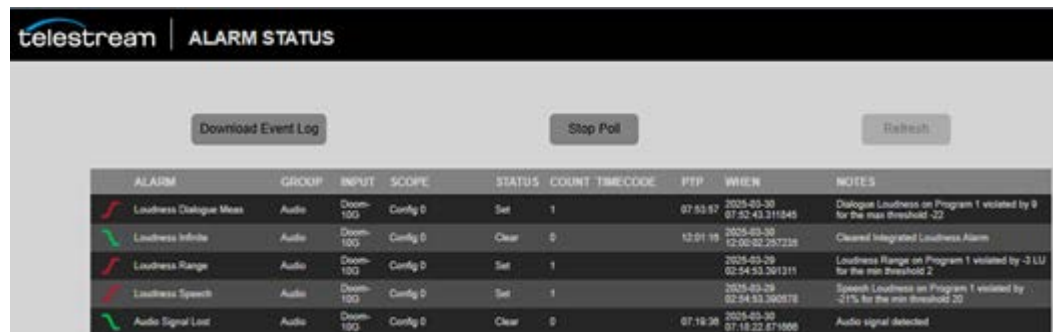 telestream | ALARM STATUS
Download Event Log Stop Poll Refresh
ALARM GROUP INPUT SCOPE STATUS COUNT TIMECODE PTP WHEN NOTES
Loudness Dialogue Meas Audio Doom-10G Config 0 Set 1 07:53:57 2025-03-30 07:52:43.311845 Dialogue Loudness on Program 1 violated by 9 for the max threshold -22
Loudness Infinite Audio Doom-10G Config 0 Clear 0 12:01:15 2025-03-30 12:00:02.257235 Cleared Integrated Loudness Alarm
Loudness Range Audio Doom-10G Config 0 Set 1 2025-03-29 02:54:53.391311 Loudness Range on Program 1 violated by -3 LU for the min threshold 2
Loudness Speech Audio Doom-10G Config 0 Set 1 2025-03-29 02:54:53.390578 Speech Loudness on Program 1 violated by -21% for the min threshold 20
Audio Signal Lost Audio Doom-10G Config 0 Clear 0 07:19:36 2025-03-30 07:18:22.871666 Audio signal detected